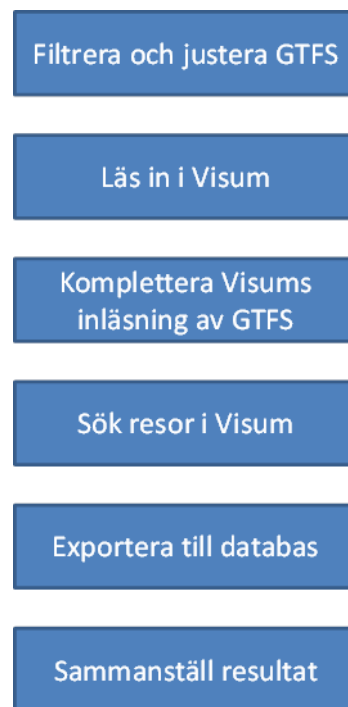 Filtrera och justera GTFS
Läs in i Visum
Komplettera Visums
inläsning av GTFS
Sök resor i Visum
Exportera till databas
Sammanställ resultat